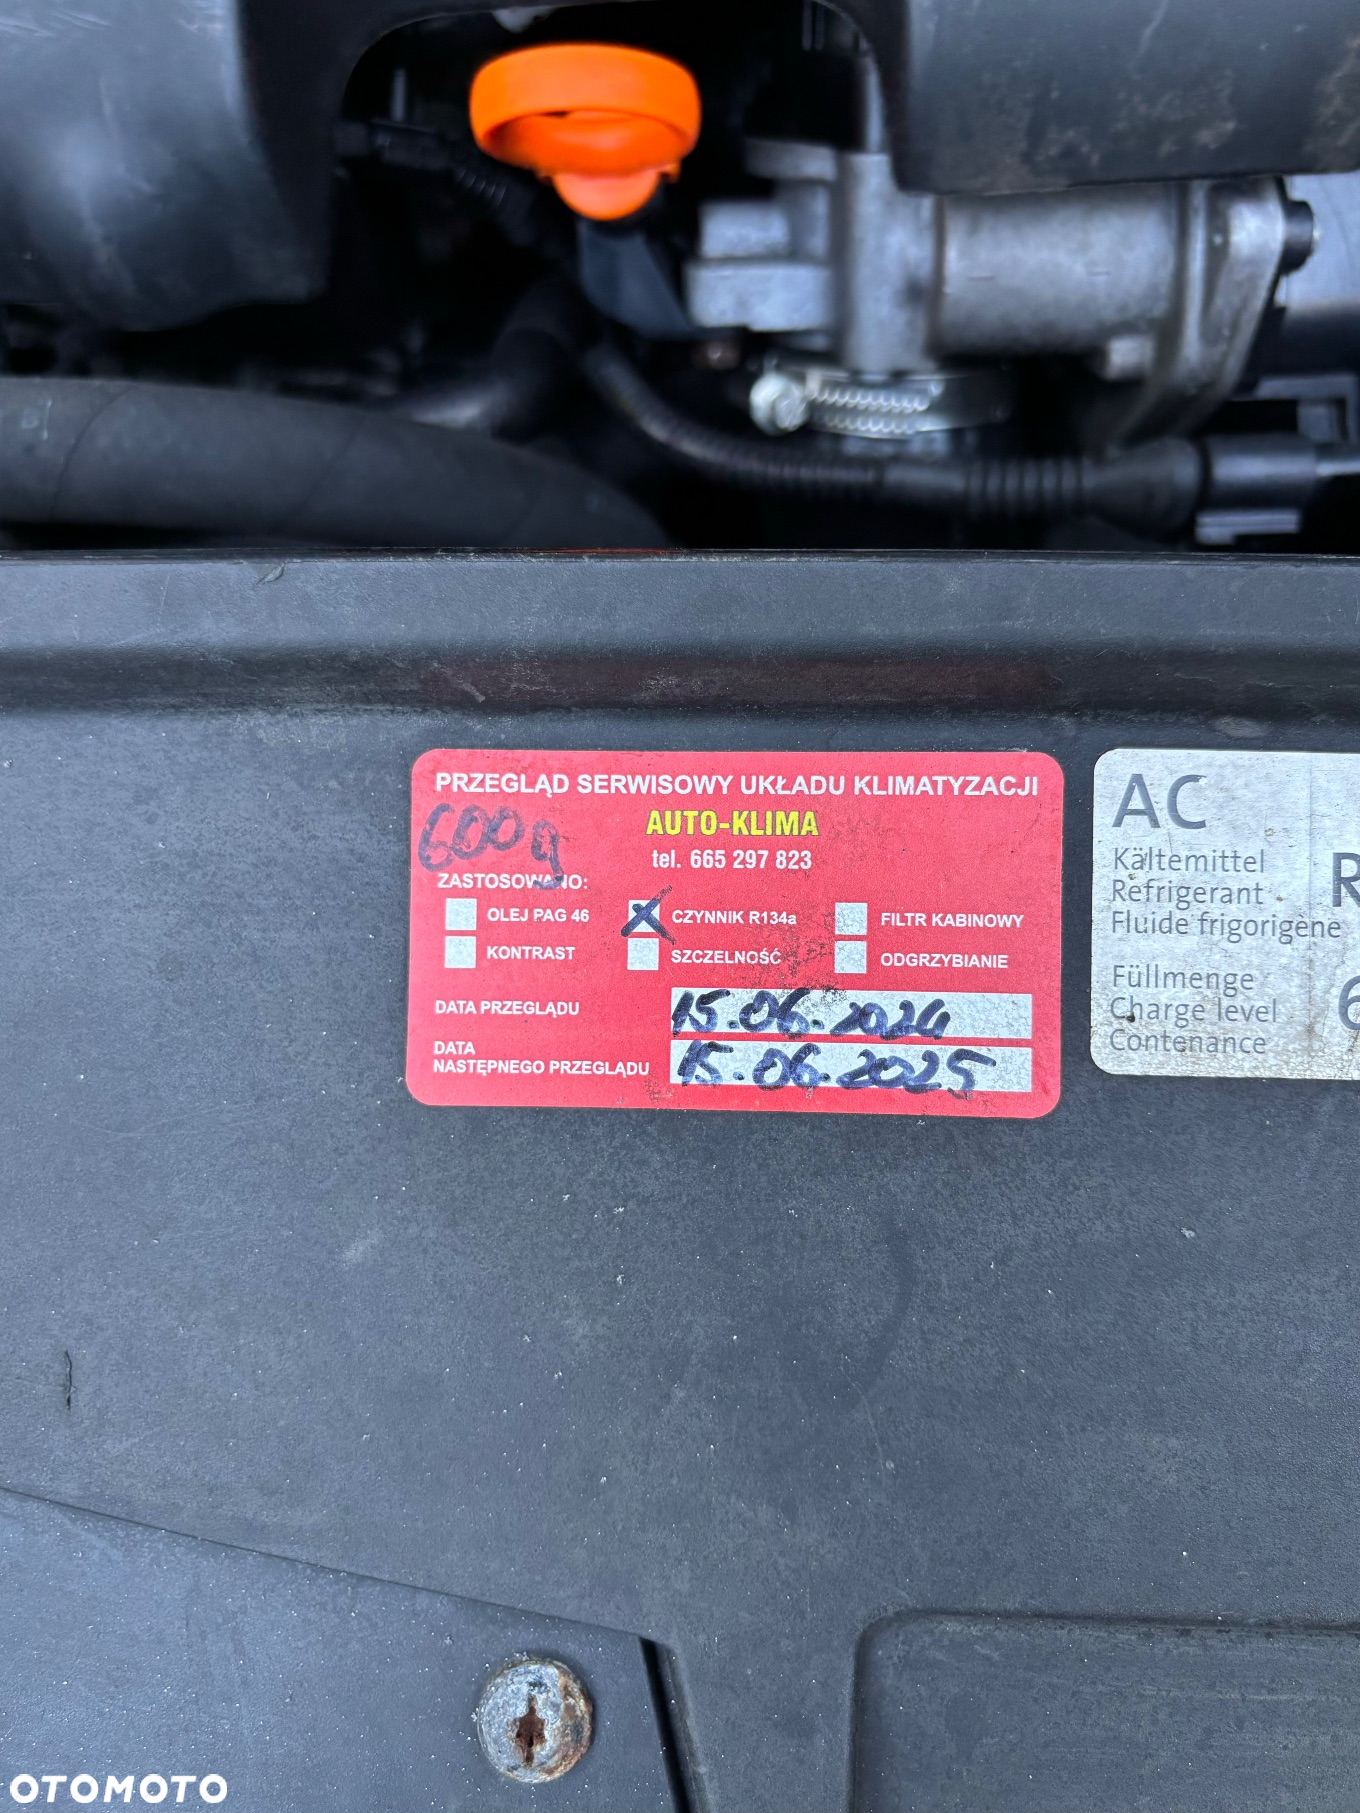 PRZEGLĄD SERWISOWY UKŁADU KLIMATYZACJI
600g
AUTO-KLIMA
tel. 665 297 823
ZASTOSOWANO:
OLEJ PAG 46
CZYNNIK R134a
FILTR KABINOWY
KONTRAST
SZCZELNOŚĆ
ODGRZYBIANIE
DATA PRZEGLĄDU
15.06.2024
DATA
NASTĘPNEGO PRZEGLĄDU
15.06.2025
AC
Kältemittel
Refrigerant
Fluide frigorigène
R
Füllmenge
Charge level
Contenance
6
OTOMOTO